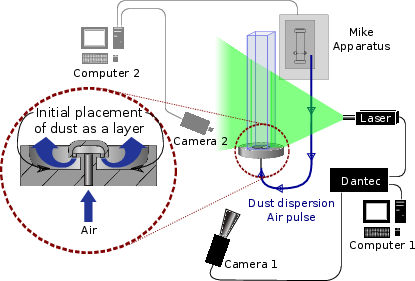 Mike
Apparatus
Computer 2
Initial placement
of dust as a layer
Camera 2
Laser
Dantec
Dust dispersion
Air pulse
Air
Computer 1
Camera 1